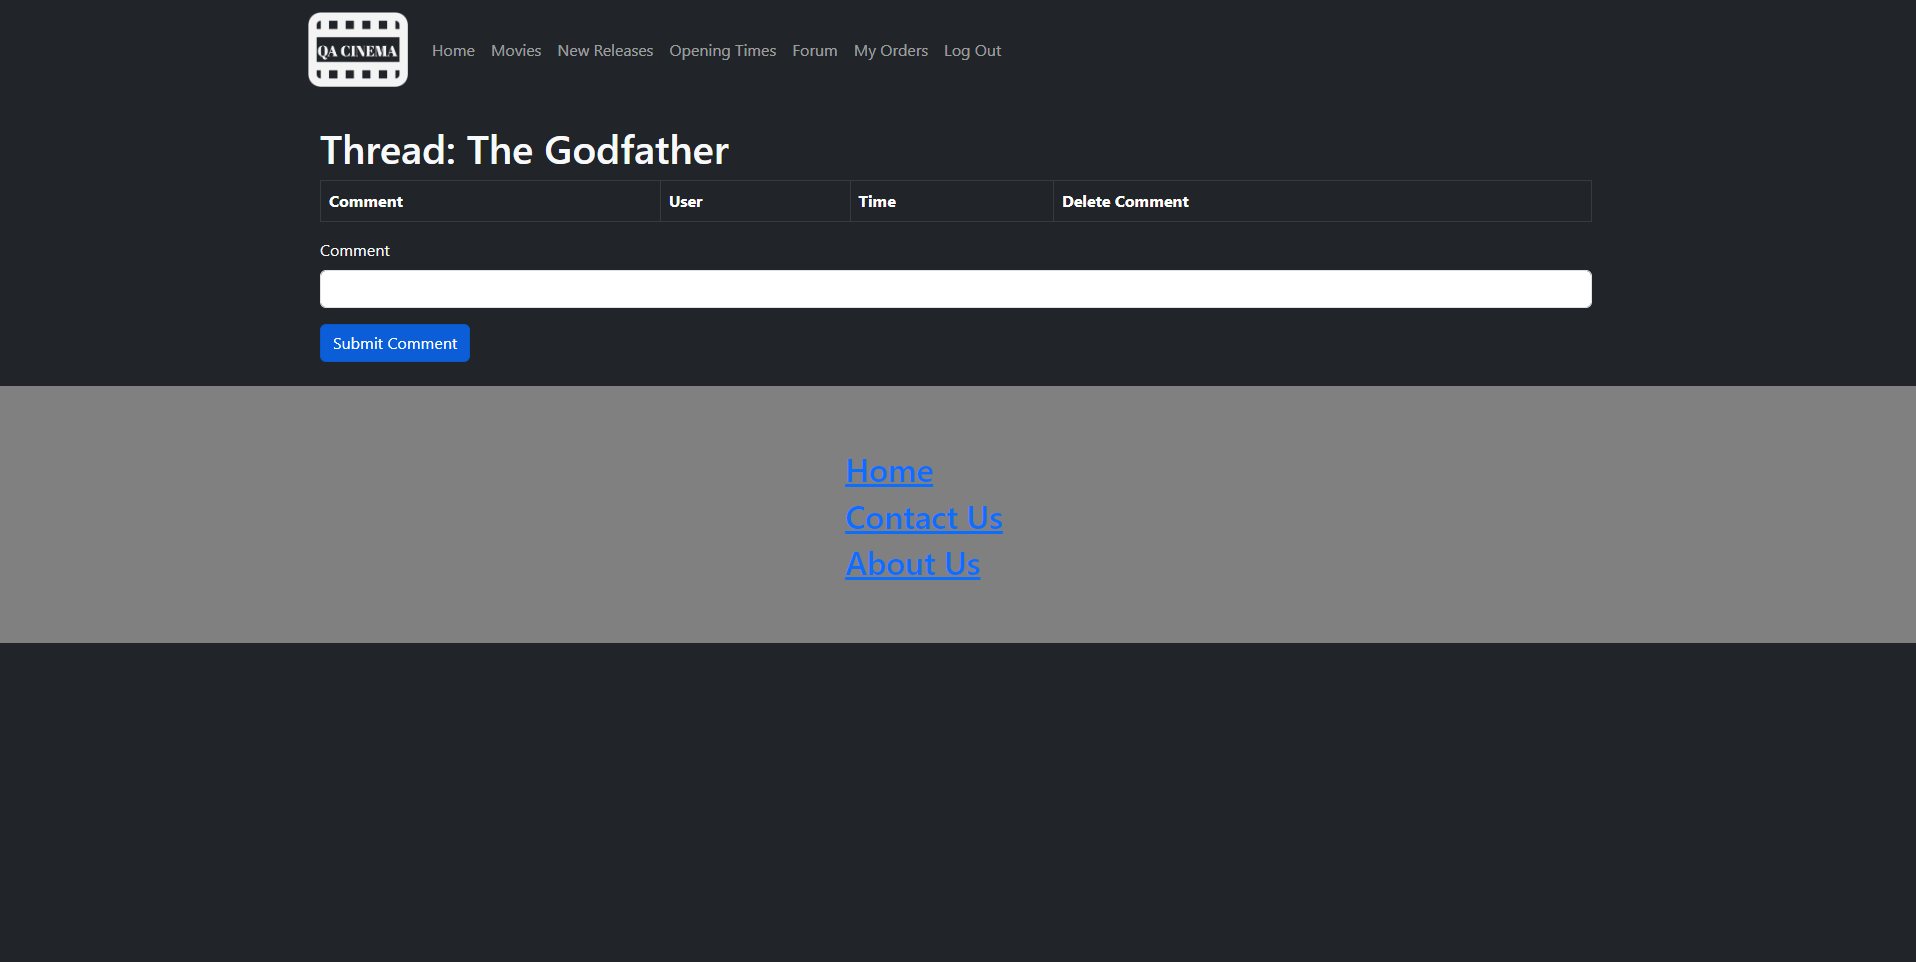 QA CINEMA
Home Movies New Releases Opening Times Forum My Orders Log Out
Thread: The Godfather
Comment User Time Delete Comment
Comment
Submit Comment
Home
Contact Us
About Us